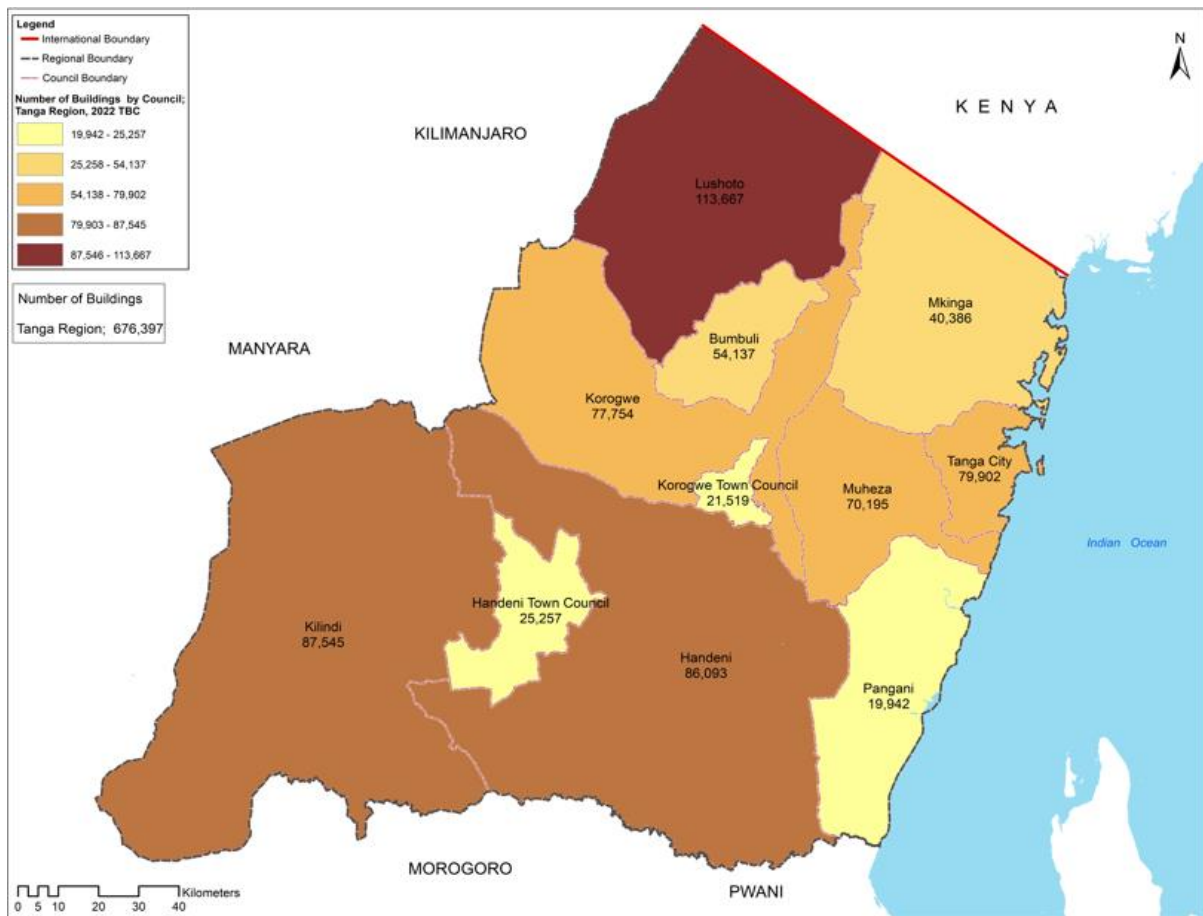 Legend
International Boundary
Regional Boundary
Council Boundary
Number of Buildings by Council;
Tanga Region, 2022 TBC
19,942 - 25,257
25,258 - 54,137
54,138 - 79,902
79,903 - 87,545
87,546 - 113,667
Number of Buildings
Tanga Region; 676,397
N
KENYA
KILIMANJARO
Lushoto
113,667
Mkinga
40,386
Bumbuli
54,137
MANYARA
Korogwe
77,754
Tanga City
79,902
Korogwe Town Council
21,519
Muheza
70,195
Indian Ocean
Handeni Town Council
25,257
Kilindi
87,545
Handeni
86,093
Pangani
19,942
MOROGORO
PWANI
Kilometers
0 5 10 20 30 40